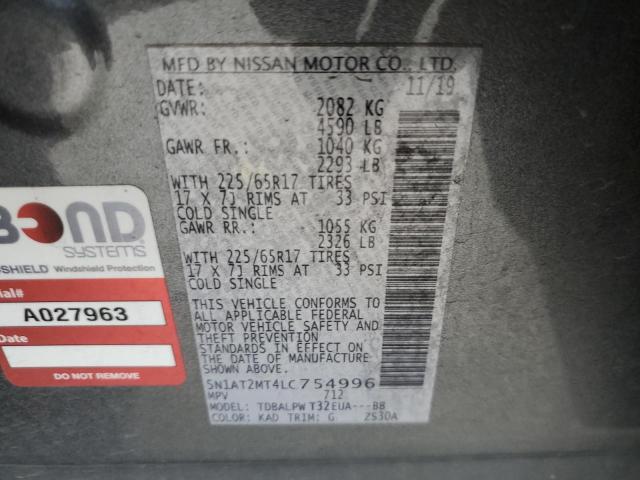 MFD BY NISSAN MOTOR CO., LTD.
DATE: 11/19
GVWR: 2082 KG
4590 LB
GAWR FR.: 1040 KG
2293 LB
WITH 225/65R17 TIRES
17 X 7J RIMS AT 33 PSI
COLD SINGLE
GAWR RR.: 1055 KG
2326 LB
WITH 225/65R17 TIRES
17 X 7J RIMS AT 33 PSI
COLD SINGLE
THIS VEHICLE CONFORMS TO
ALL APPLICABLE FEDERAL
MOTOR VEHICLE SAFETY AND
THEFT PREVENTION
STANDARDS IN EFFECT ON
THE DATE OF MANUFACTURE
SHOWN ABOVE.
5N1AT2MT4LC754996
MPV 712
MODEL: TDBALPW T32EUA---BB
COLOR: KAD TRIM: G ZS30A
BOND
SYSTEMS
SHIELD Windshield Protection
ial#
A027963
Date
DO NOT REMOVE